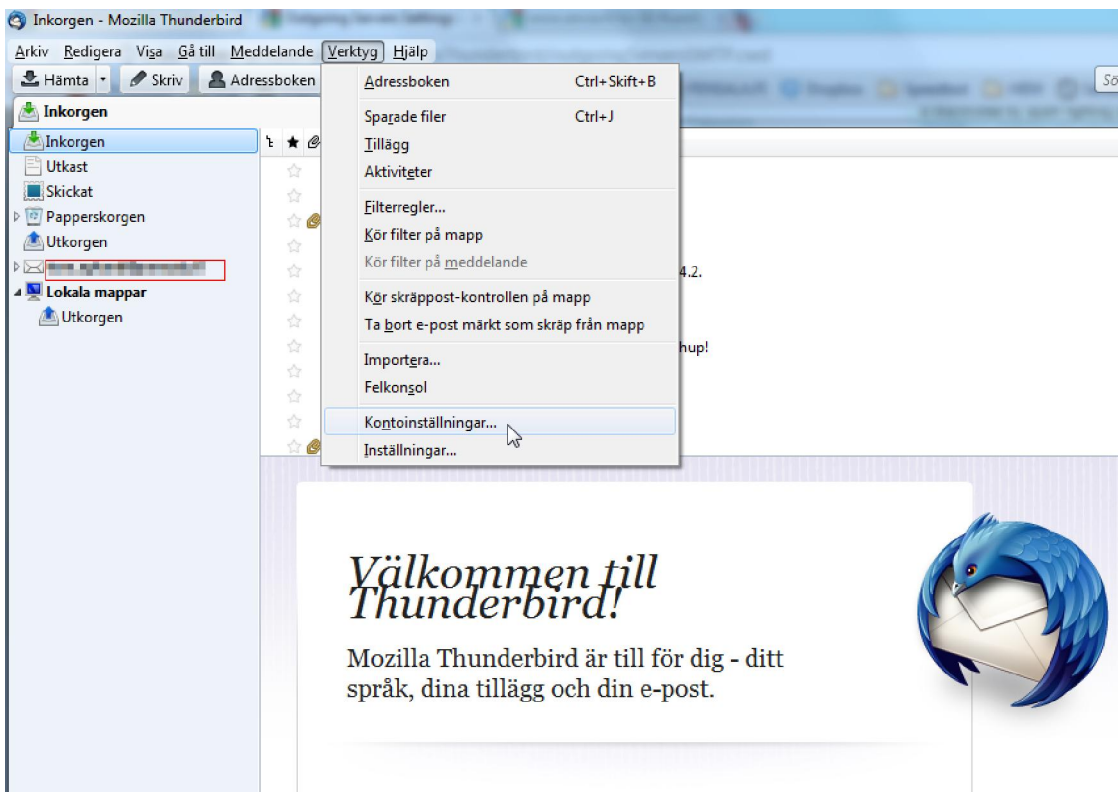 Inkorgen - Mozilla Thunderbird
Arkiv Redigera Visa Gå till Meddelande Verktyg Hjälp
Hämta Skriv Adressboken
Inkorgen
Inkorgen
Utkast
Skickat
Papperskorgen
Utkorgen
Lokala mappar
Utkorgen
Adressboken Ctrl+Skift+B
Sparade filer Ctrl+J
Tillägg
Aktiviteter
Filterregler...
Kör filter på mapp
Kör filter på meddelande
Kör skräppost-kontrollen på mapp
Ta bort e-post märkt som skräp från mapp
Importera...
Felkonsol
Kontoinställningar...
Inställningar...
Sö
4.2.
hup!
Välkommen till
Thunderbird!
Mozilla Thunderbird är till för dig - ditt
språk, dina tillägg och din e-post.